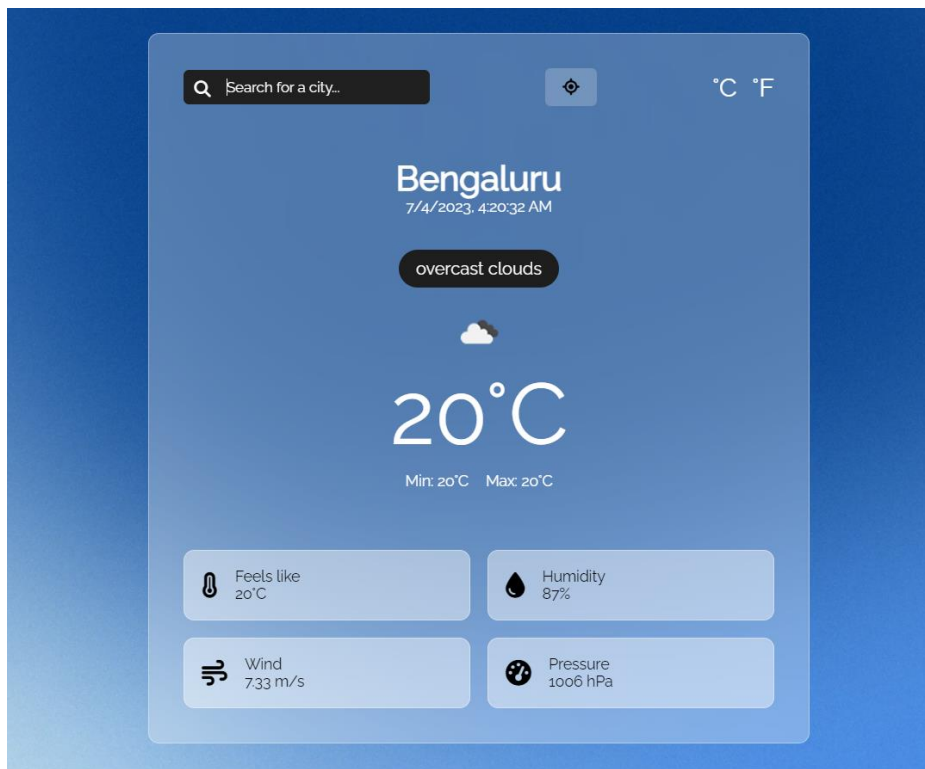 Search for a city...
°C °F
Bengaluru
7/4/2023, 4:20:32 AM
overcast clouds
20°C
Min: 20°C Max: 20°C
Feels like
20°C
Humidity
87%
Wind
7.33 m/s
Pressure
1006 hPa